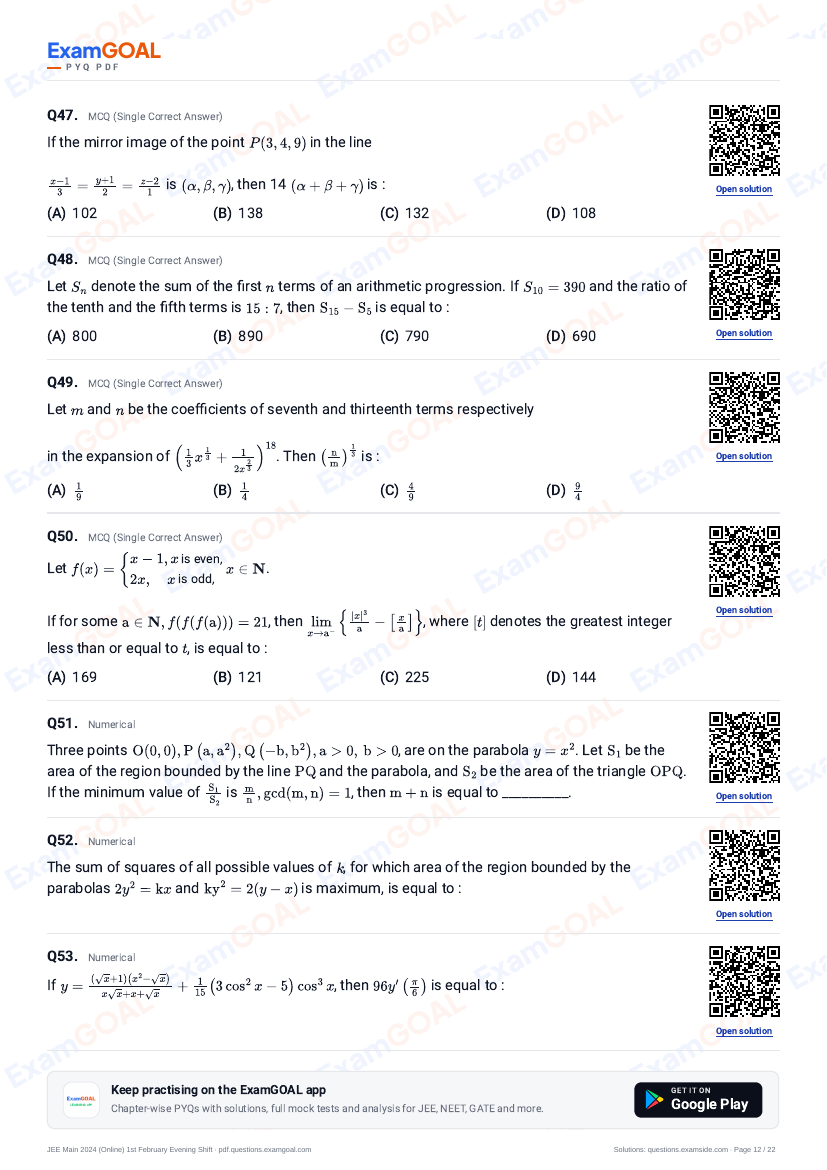 ExamGOAL
PYQ PDF
Q47. MCQ (Single Correct Answer)
If the mirror image of the point P(3, 4, 9) in the line
(x−1)/3 = (y+1)/2 = (z−2)/1 is (α, β, γ), then 14 (α + β + γ) is :
(A) 102 (B) 138 (C) 132 (D) 108
Open solution
Q48. MCQ (Single Correct Answer)
Let Sₙ denote the sum of the first n terms of an arithmetic progression. If S₁₀ = 390 and the ratio of
the tenth and the fifth terms is 15 : 7, then S₁₅ − S₅ is equal to :
(A) 800 (B) 890 (C) 790 (D) 690
Open solution
Q49. MCQ (Single Correct Answer)
Let m and n be the coefficients of seventh and thirteenth terms respectively
in the expansion of (1/3 x^(1/3) + 1/(2x^(2/3)))^18. Then (n/m)^(1/3) is :
(A) 1/9 (B) 1/4 (C) 4/9 (D) 9/4
Open solution
Q50. MCQ (Single Correct Answer)
Let f(x) = { x − 1, x is even, 2x, x is odd, x ∈ N.
If for some a ∈ N, f(f(f(a))) = 21, then lim x→a⁻ { |x|³/a − [x/a] }, where [t] denotes the greatest integer
less than or equal to t, is equal to :
(A) 169 (B) 121 (C) 225 (D) 144
Open solution
Q51. Numerical
Three points O(0, 0), P (a, a²), Q (−b, b²), a > 0, b > 0, are on the parabola y = x². Let S₁ be the
area of the region bounded by the line PQ and the parabola, and S₂ be the area of the triangle OPQ.
If the minimum value of S₁/S₂ is m/n, gcd(m, n) = 1, then m + n is equal to __________.
Open solution
Q52. Numerical
The sum of squares of all possible values of k, for which area of the region bounded by the
parabolas 2y² = kx and ky² = 2(y − x) is maximum, is equal to :
Open solution
Q53. Numerical
If y = (√x+1)(x²−√x)/(x√x+x+√x) + 1/15 (3 cos² x − 5) cos³ x, then 96y′ (π/6) is equal to :
Open solution
ExamGOAL
Keep practising on the ExamGOAL app
Chapter-wise PYQs with solutions, full mock tests and analysis for JEE, NEET, GATE and more.
GET IT ON
Google Play
JEE Main 2024 (Online) 1st February Evening Shift · pdf.questions.examgoal.com
Solutions: questions.examside.com · Page 12 / 22